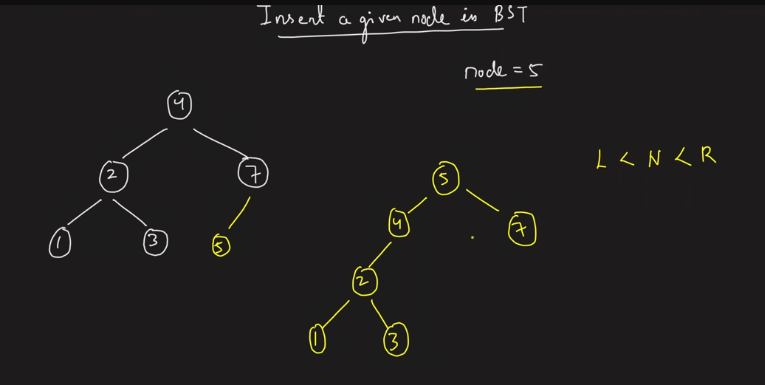 Insert a given node in BST
node = 5
4
2 7
1 3 5
L < N < R
5
4 7
2
1 3